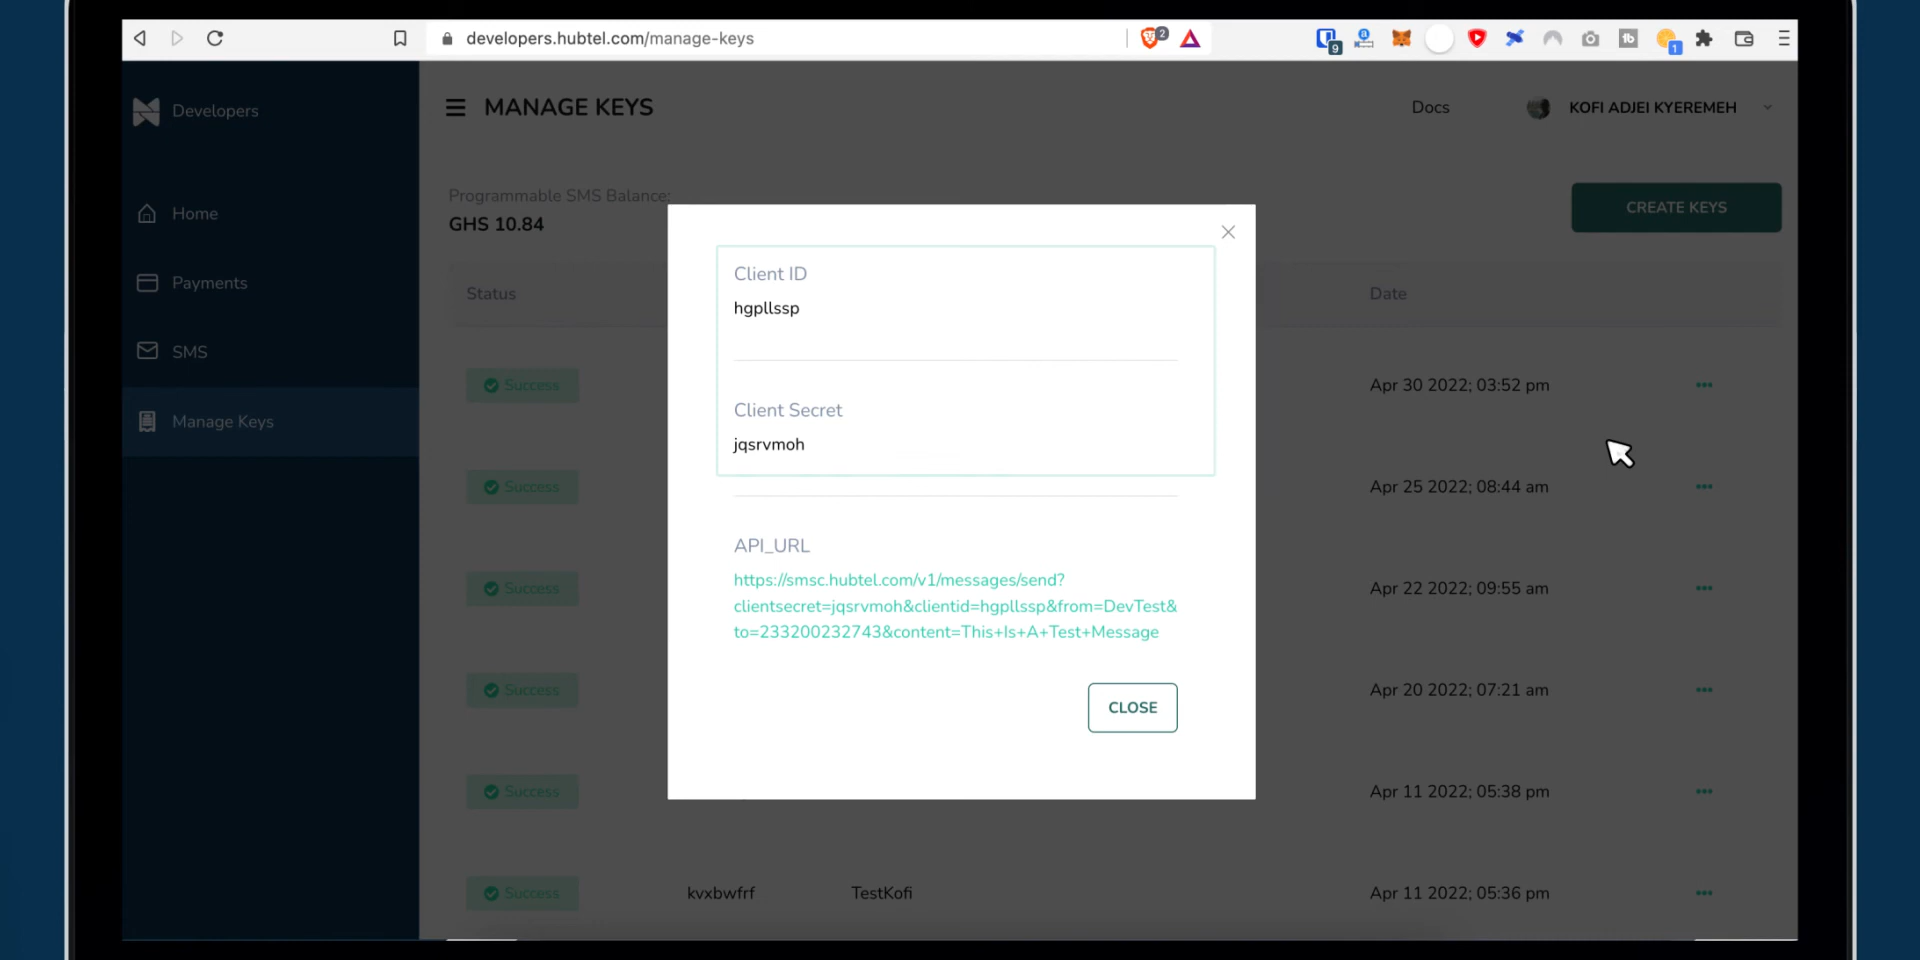 developers.hubtel.com/manage-keys
2
9
1
Developers
MANAGE KEYS
Docs
KOFI ADJEI KYEREMEH
Home
Payments
SMS
Manage Keys
Programmable SMS Balance:
GHS 10.84
CREATE KEYS
Status
Date
Client ID
hgpllssp
Client Secret
jqsrvmoh
API_URL
https://smsc.hubtel.com/v1/messages/send?
clientsecret=jqsrvmoh&clientid=hgpllssp&from=DevTest&
to=233200232743&content=This+Is+A+Test+Message
CLOSE
Success
Apr 30 2022; 03:52 pm
Success
Apr 25 2022; 08:44 am
Success
Apr 22 2022; 09:55 am
Success
Apr 20 2022; 07:21 am
Success
Apr 11 2022; 05:38 pm
Success
kvxbwfrf
TestKofi
Apr 11 2022; 05:36 pm